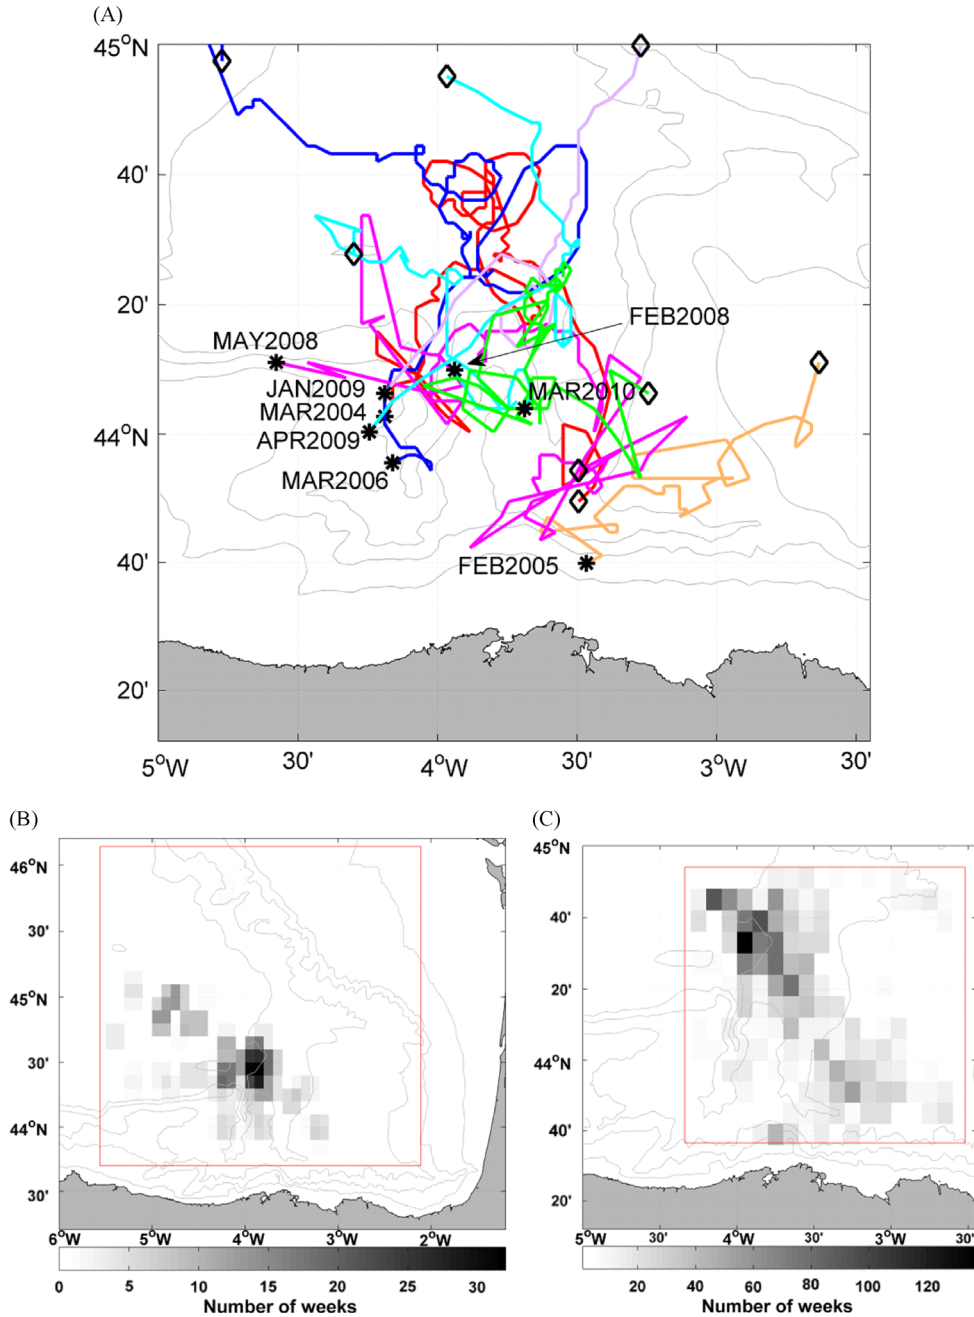 (A)
45°N
40'
20'
44°N
40'
20'
MAY2008
FEB2008
JAN2009
MAR2010
MAR2004
APR2009
MAR2006
FEB2005
5°W 30' 4°W 30' 3°W 30'
(B)
46°N
30'
45°N
30'
44°N
30'
6°W 5°W 4°W 3°W 2°W
0 5 10 15 20 25 30
Number of weeks
(C)
45°N
40'
20'
44°N
40'
20'
5°W 30' 4°W 30' 3°W 30'
20 40 60 80 100 120
Number of weeks